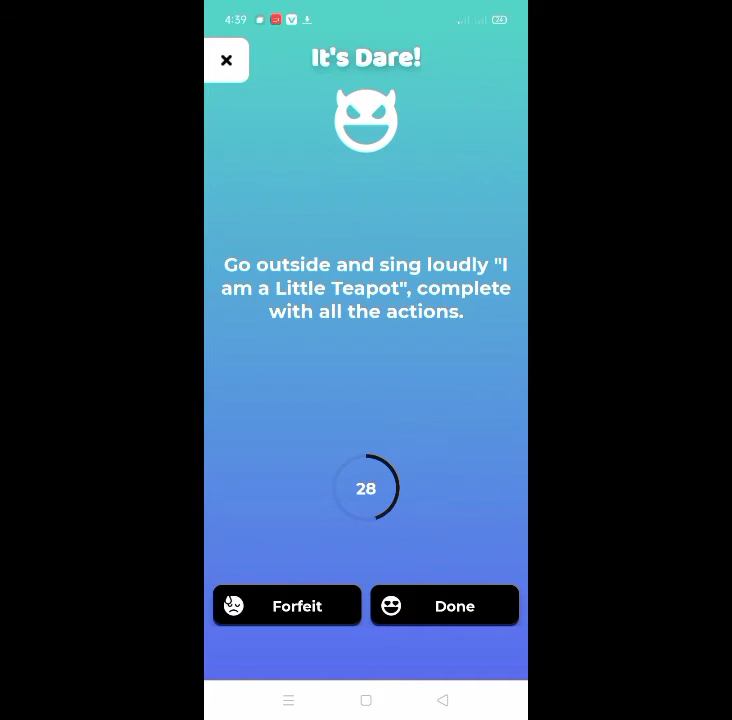 4:39
24
It's Dare!
Go outside and sing loudly "I
am a Little Teapot", complete
with all the actions.
28
Forfeit
Done